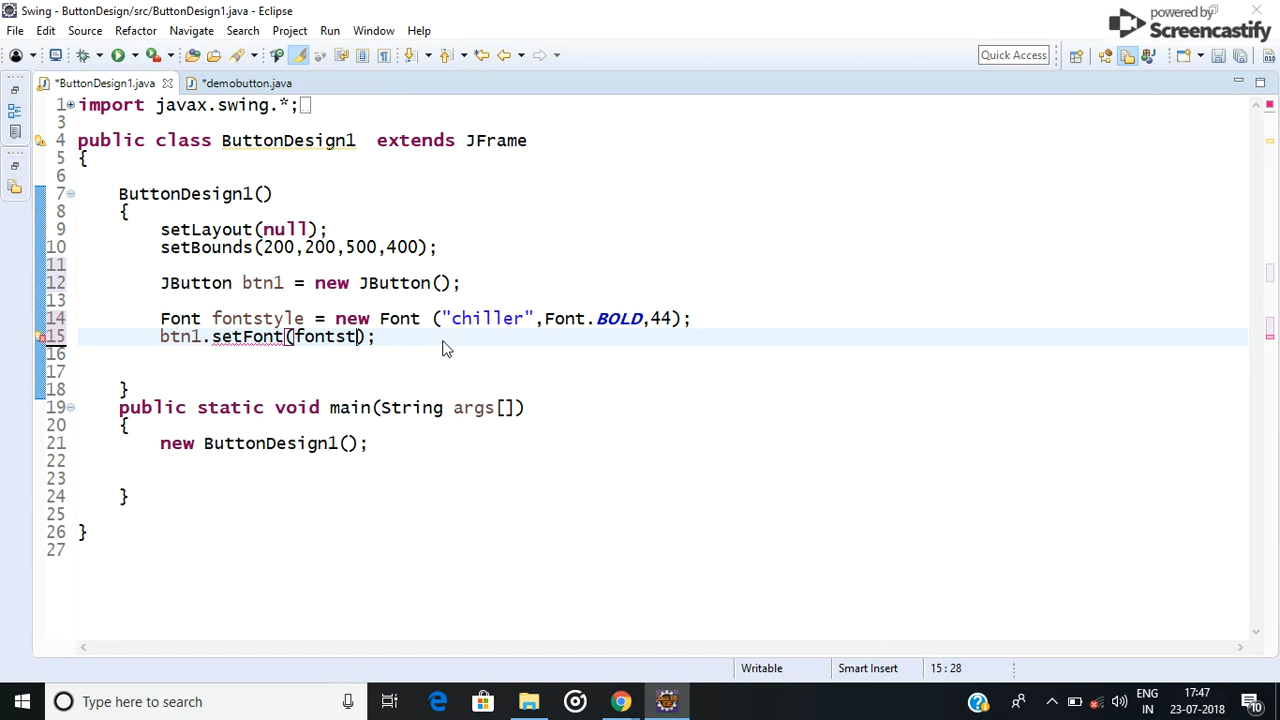 Swing - ButtonDesign/src/ButtonDesign1.java - Eclipse
powered by
Screencastify
File Edit Source Refactor Navigate Search Project Run Window Help
Quick Access
*ButtonDesign1.java *demobutton.java
1 import javax.swing.*;
3
4 public class ButtonDesign1 extends JFrame
5 {
6
7 ButtonDesign1()
8 {
9 setLayout(null);
10 setBounds(200,200,500,400);
11
12 JButton btn1 = new JButton();
13
14 Font fontstyle = new Font ("chiller",Font.BOLD,44);
15 btn1.setFont(fontst);
16
17
18 }
19 public static void main(String args[])
20 {
21 new ButtonDesign1();
22
23
24 }
25
26 }
27
Writable Smart Insert 15 : 28
Type here to search
ENG
IN
17:47
23-07-2018
10